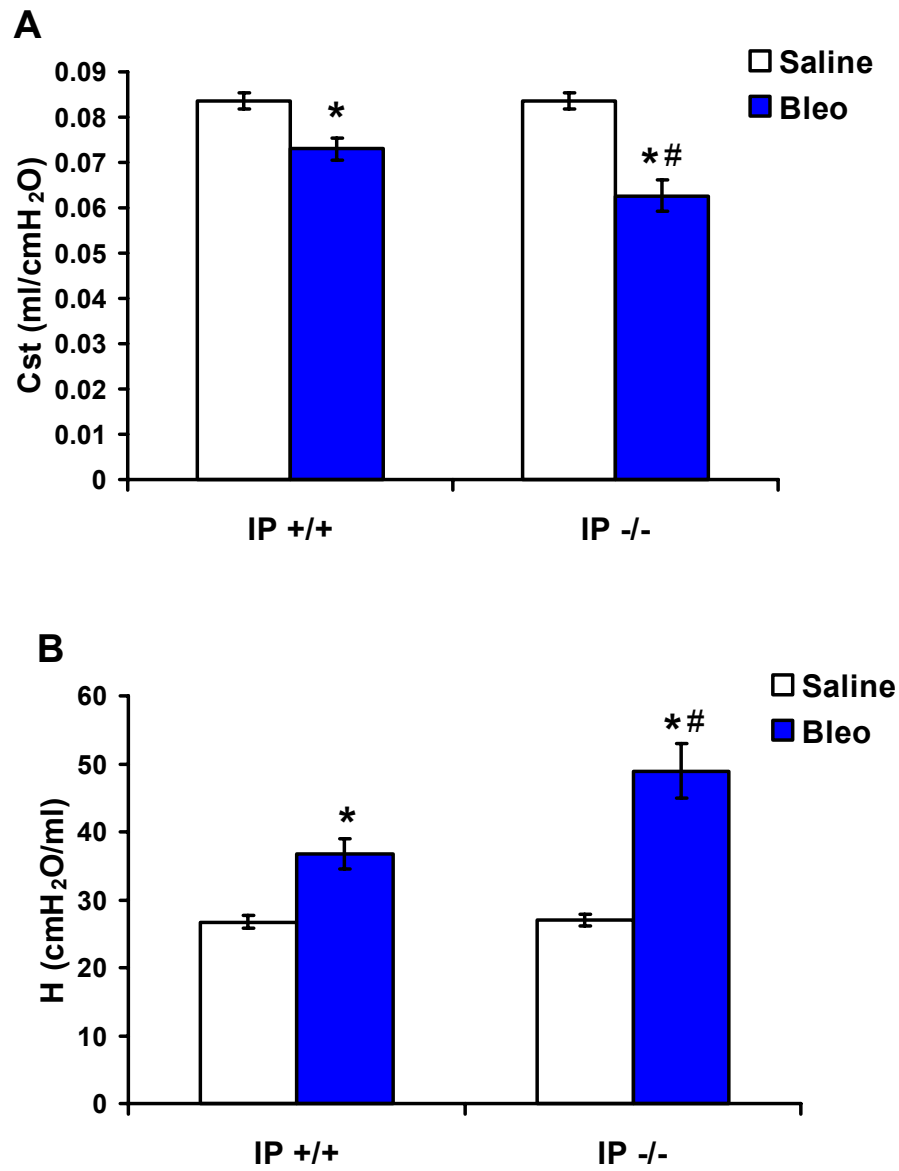 A
Saline
Bleo
0.09
0.08
0.07
0.06
0.05
0.04
0.03
0.02
0.01
0
Cst (ml/cmH₂O)
*
*#
IP +/+
IP -/-
B
Saline
Bleo
60
50
40
30
20
10
0
H (cmH₂O/ml)
*
*#
IP +/+
IP -/-